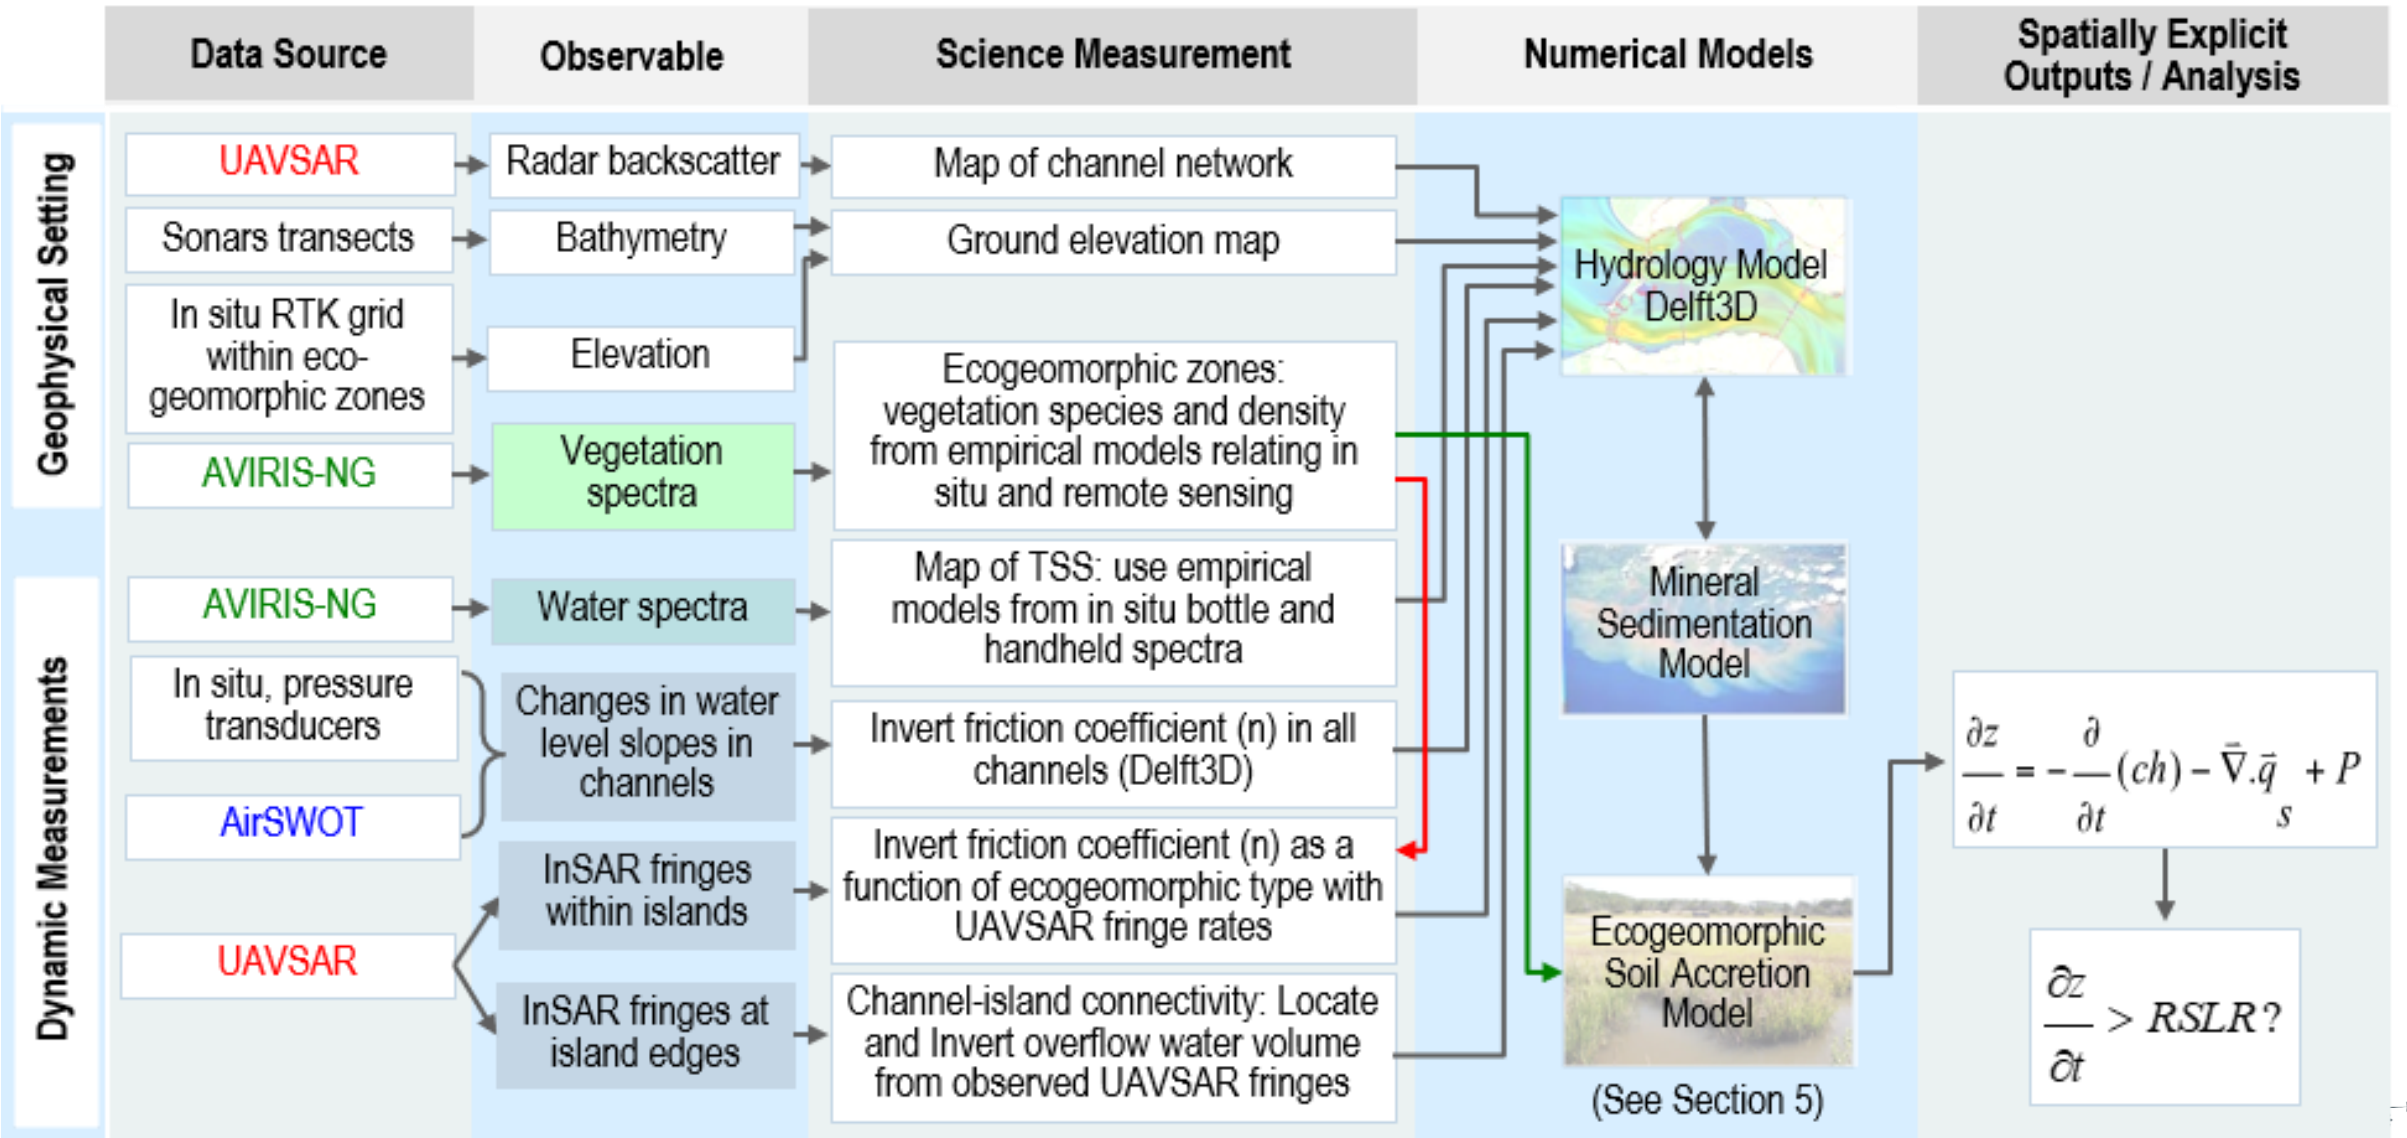 Data Source
Observable
Science Measurement
Numerical Models
Spatially Explicit
Outputs / Analysis
Geophysical Setting
UAVSAR
Radar backscatter
Map of channel network
Sonars transects
Bathymetry
Ground elevation map
In situ RTK grid
within eco-
geomorphic zones
Elevation
AVIRIS-NG
Vegetation
spectra
Ecogeomorphic zones:
vegetation species and density
from empirical models relating in
situ and remote sensing
Dynamic Measurements
AVIRIS-NG
Water spectra
Map of TSS: use empirical
models from in situ bottle and
handheld spectra
In situ, pressure
transducers
AirSWOT
Changes in water
level slopes in
channels
Invert friction coefficient (n) in all
channels (Delft3D)
UAVSAR
InSAR fringes
within islands
Invert friction coefficient (n) as a
function of ecogeomorphic type with
UAVSAR fringe rates
InSAR fringes at
island edges
Channel-island connectivity: Locate
and Invert overflow water volume
from observed UAVSAR fringes
Hydrology Model
Delft3D
Mineral
Sedimentation
Model
Ecogeomorphic
Soil Accretion
Model
(See Section 5)
∂z/∂t = −∂/∂t (ch) − ∇⃗.q⃗ s + P
∂z/∂t > RSLR?